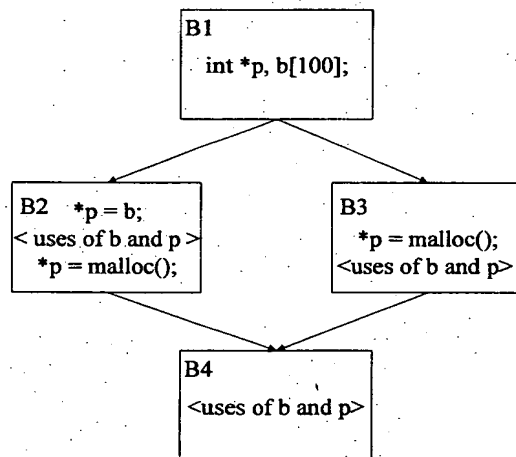 B1
int *p, b[100];
B2 *p = b;
< uses of b and p >
*p = malloc();
B3
*p = malloc();
<uses of b and p>
B4
<uses of b and p>